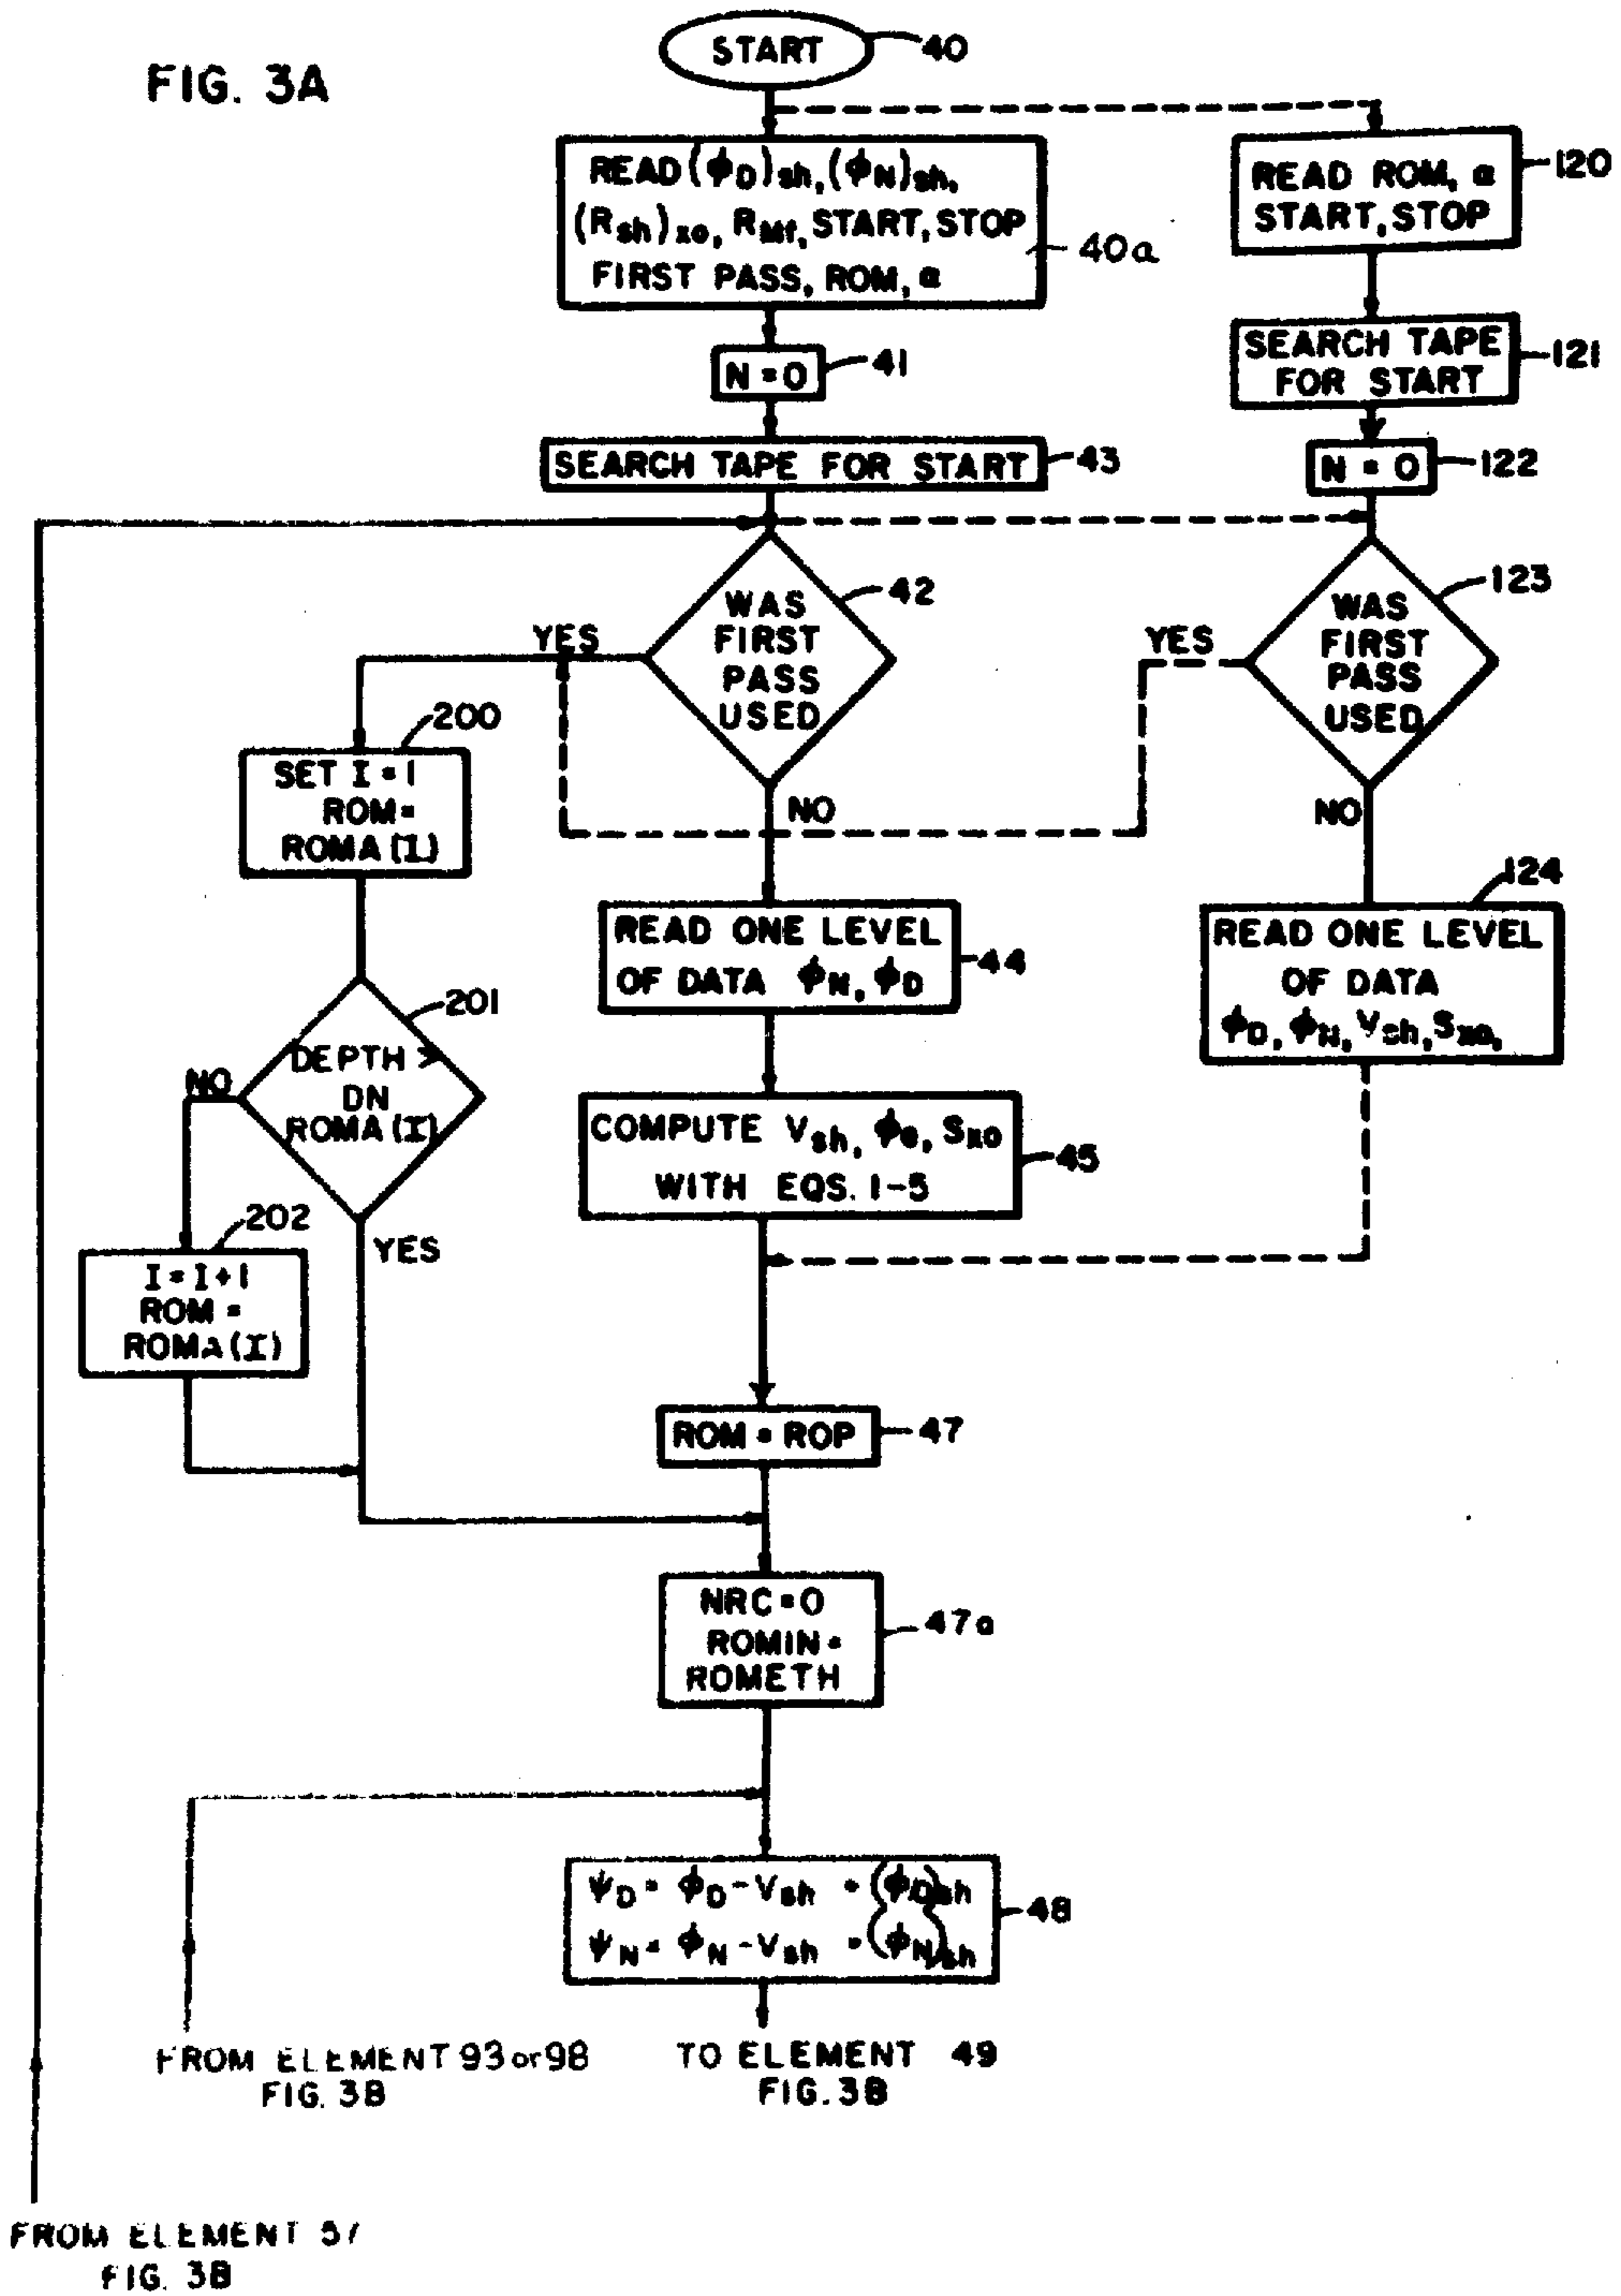 FIG. 3A
START
40
READ (ϕD)sh, (ϕN)sh,
(Rsh)xo, RMf, START, STOP
FIRST PASS, ROM, α
40a
READ ROM, α
START, STOP
120
N = 0
41
SEARCH TAPE
FOR START
121
SEARCH TAPE FOR START
43
N = 0
122
WAS
FIRST
PASS
USED
42
YES
NO
WAS
FIRST
PASS
USED
123
YES
NO
SET I = 1
ROM =
ROMA (I)
200
READ ONE LEVEL
OF DATA ϕN, ϕD
44
READ ONE LEVEL
OF DATA
ϕD, ϕN, Vsh, Sxo,
124
DEPTH >
DN
ROMA (I)
201
NO
YES
COMPUTE Vsh, ϕe, Sxo
WITH EQS. 1-5
45
I = I + 1
ROM =
ROMA (I)
202
ROM = ROP
47
NRC = 0
ROMIN =
ROMETH
47a
ψD = ϕD - Vsh • (ϕD)sh
ψN = ϕN - Vsh • (ϕN)sh
48
FROM ELEMENT 93 or 98
FIG. 3B
TO ELEMENT 49
FIG. 3B
FROM ELEMENT 57
FIG. 3B